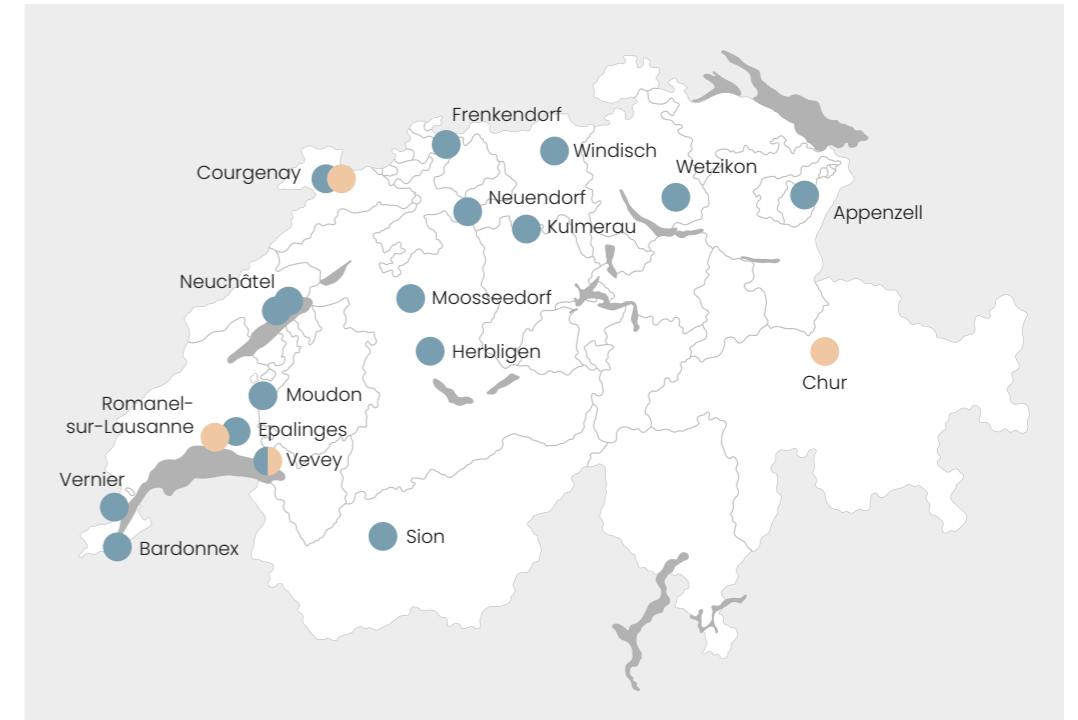 Frenkendorf
Windisch
Courgenay
Wetzikon
Neuendorf
Appenzell
Kulmerau
Neuchâtel
Moosseedorf
Herbligen
Chur
Moudon
Romanel-
sur-Lausanne
Epalinges
Vevey
Vernier
Sion
Bardonnex